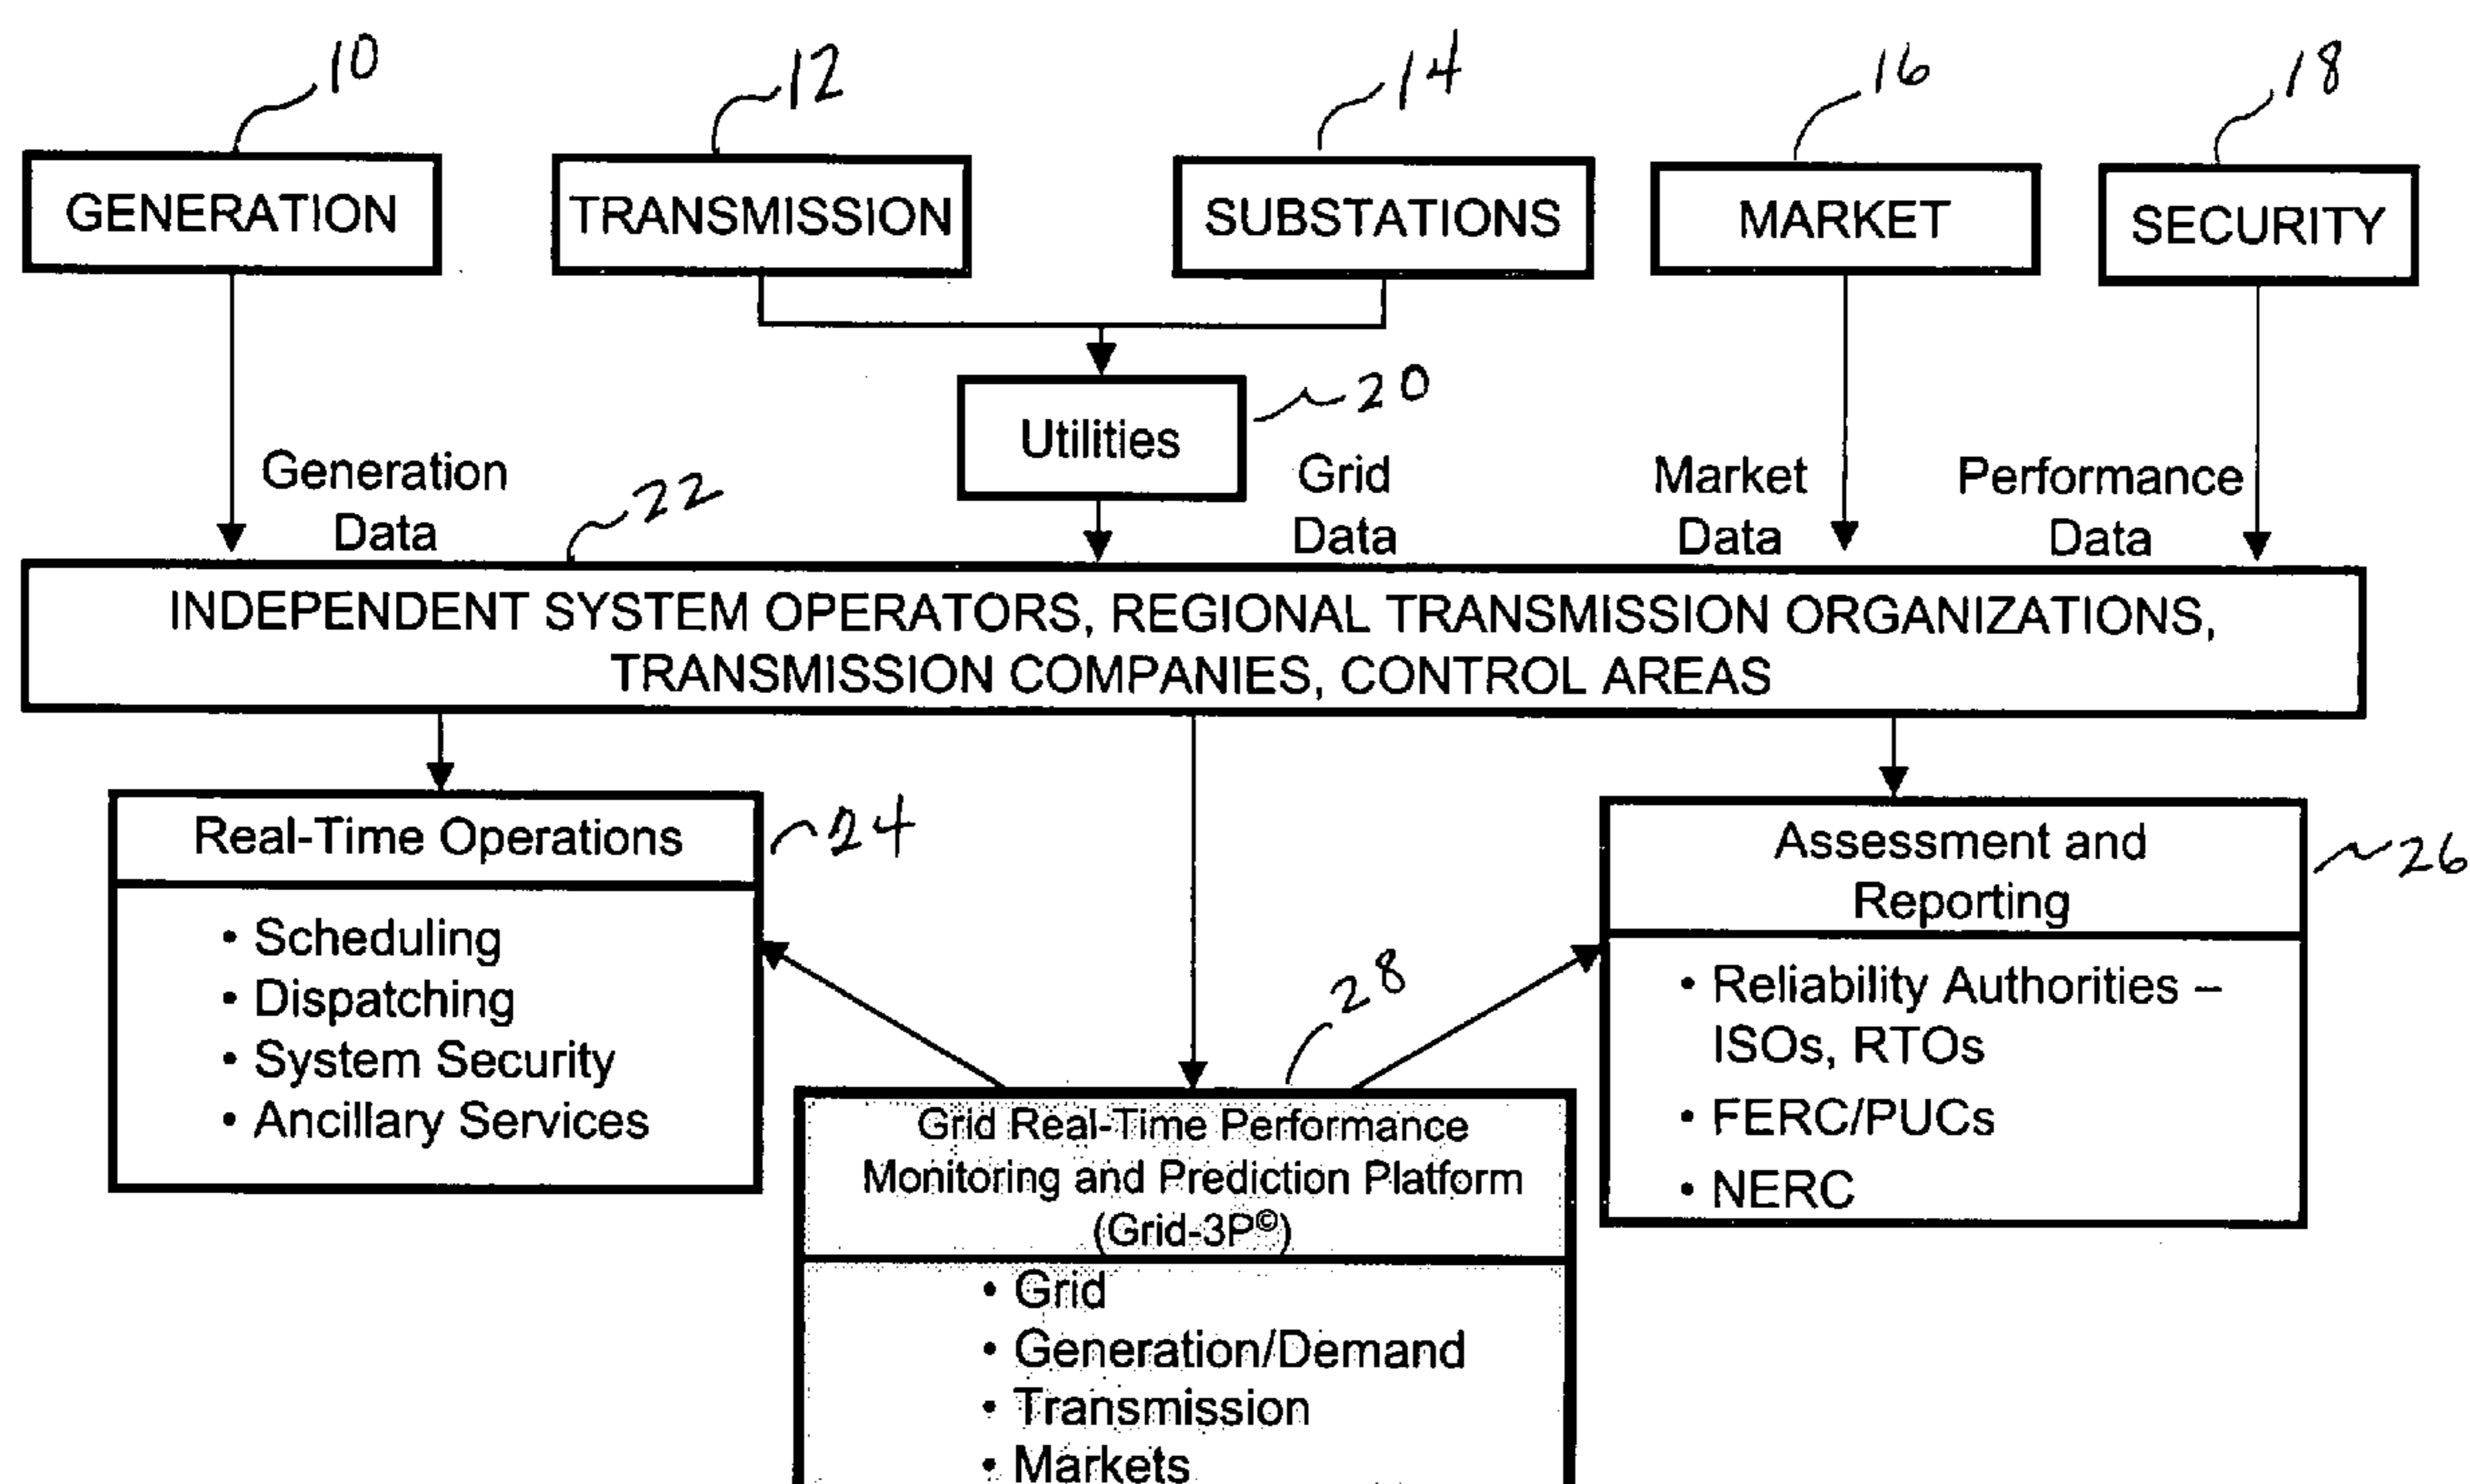 10
12
14
16
18
GENERATION
TRANSMISSION
SUBSTATIONS
MARKET
SECURITY
20
Utilities
Generation
Data
22
Grid
Data
Market
Data
Performance
Data
INDEPENDENT SYSTEM OPERATORS, REGIONAL TRANSMISSION ORGANIZATIONS,
TRANSMISSION COMPANIES, CONTROL AREAS
Real-Time Operations
24
• Scheduling
• Dispatching
• System Security
• Ancillary Services
Assessment and
Reporting
26
• Reliability Authorities –
ISOs, RTOs
• FERC/PUCs
• NERC
28
Grid Real-Time Performance
Monitoring and Prediction Platform
(Grid-3P©)
• Grid
• Generation/Demand
• Transmission
• Markets